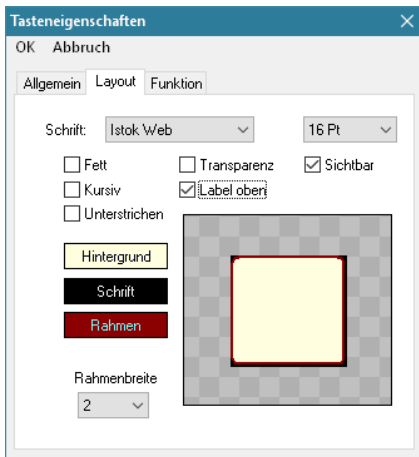 Tasteneigenschaften
OK Abbruch
Allgemein Layout Funktion
Schrift: Istok Web 16 Pt
Fett Transparenz Sichtbar
Kursiv Label oben
Unterstrichen
Hintergrund
Schrift
Rahmen
Rahmenbreite
2